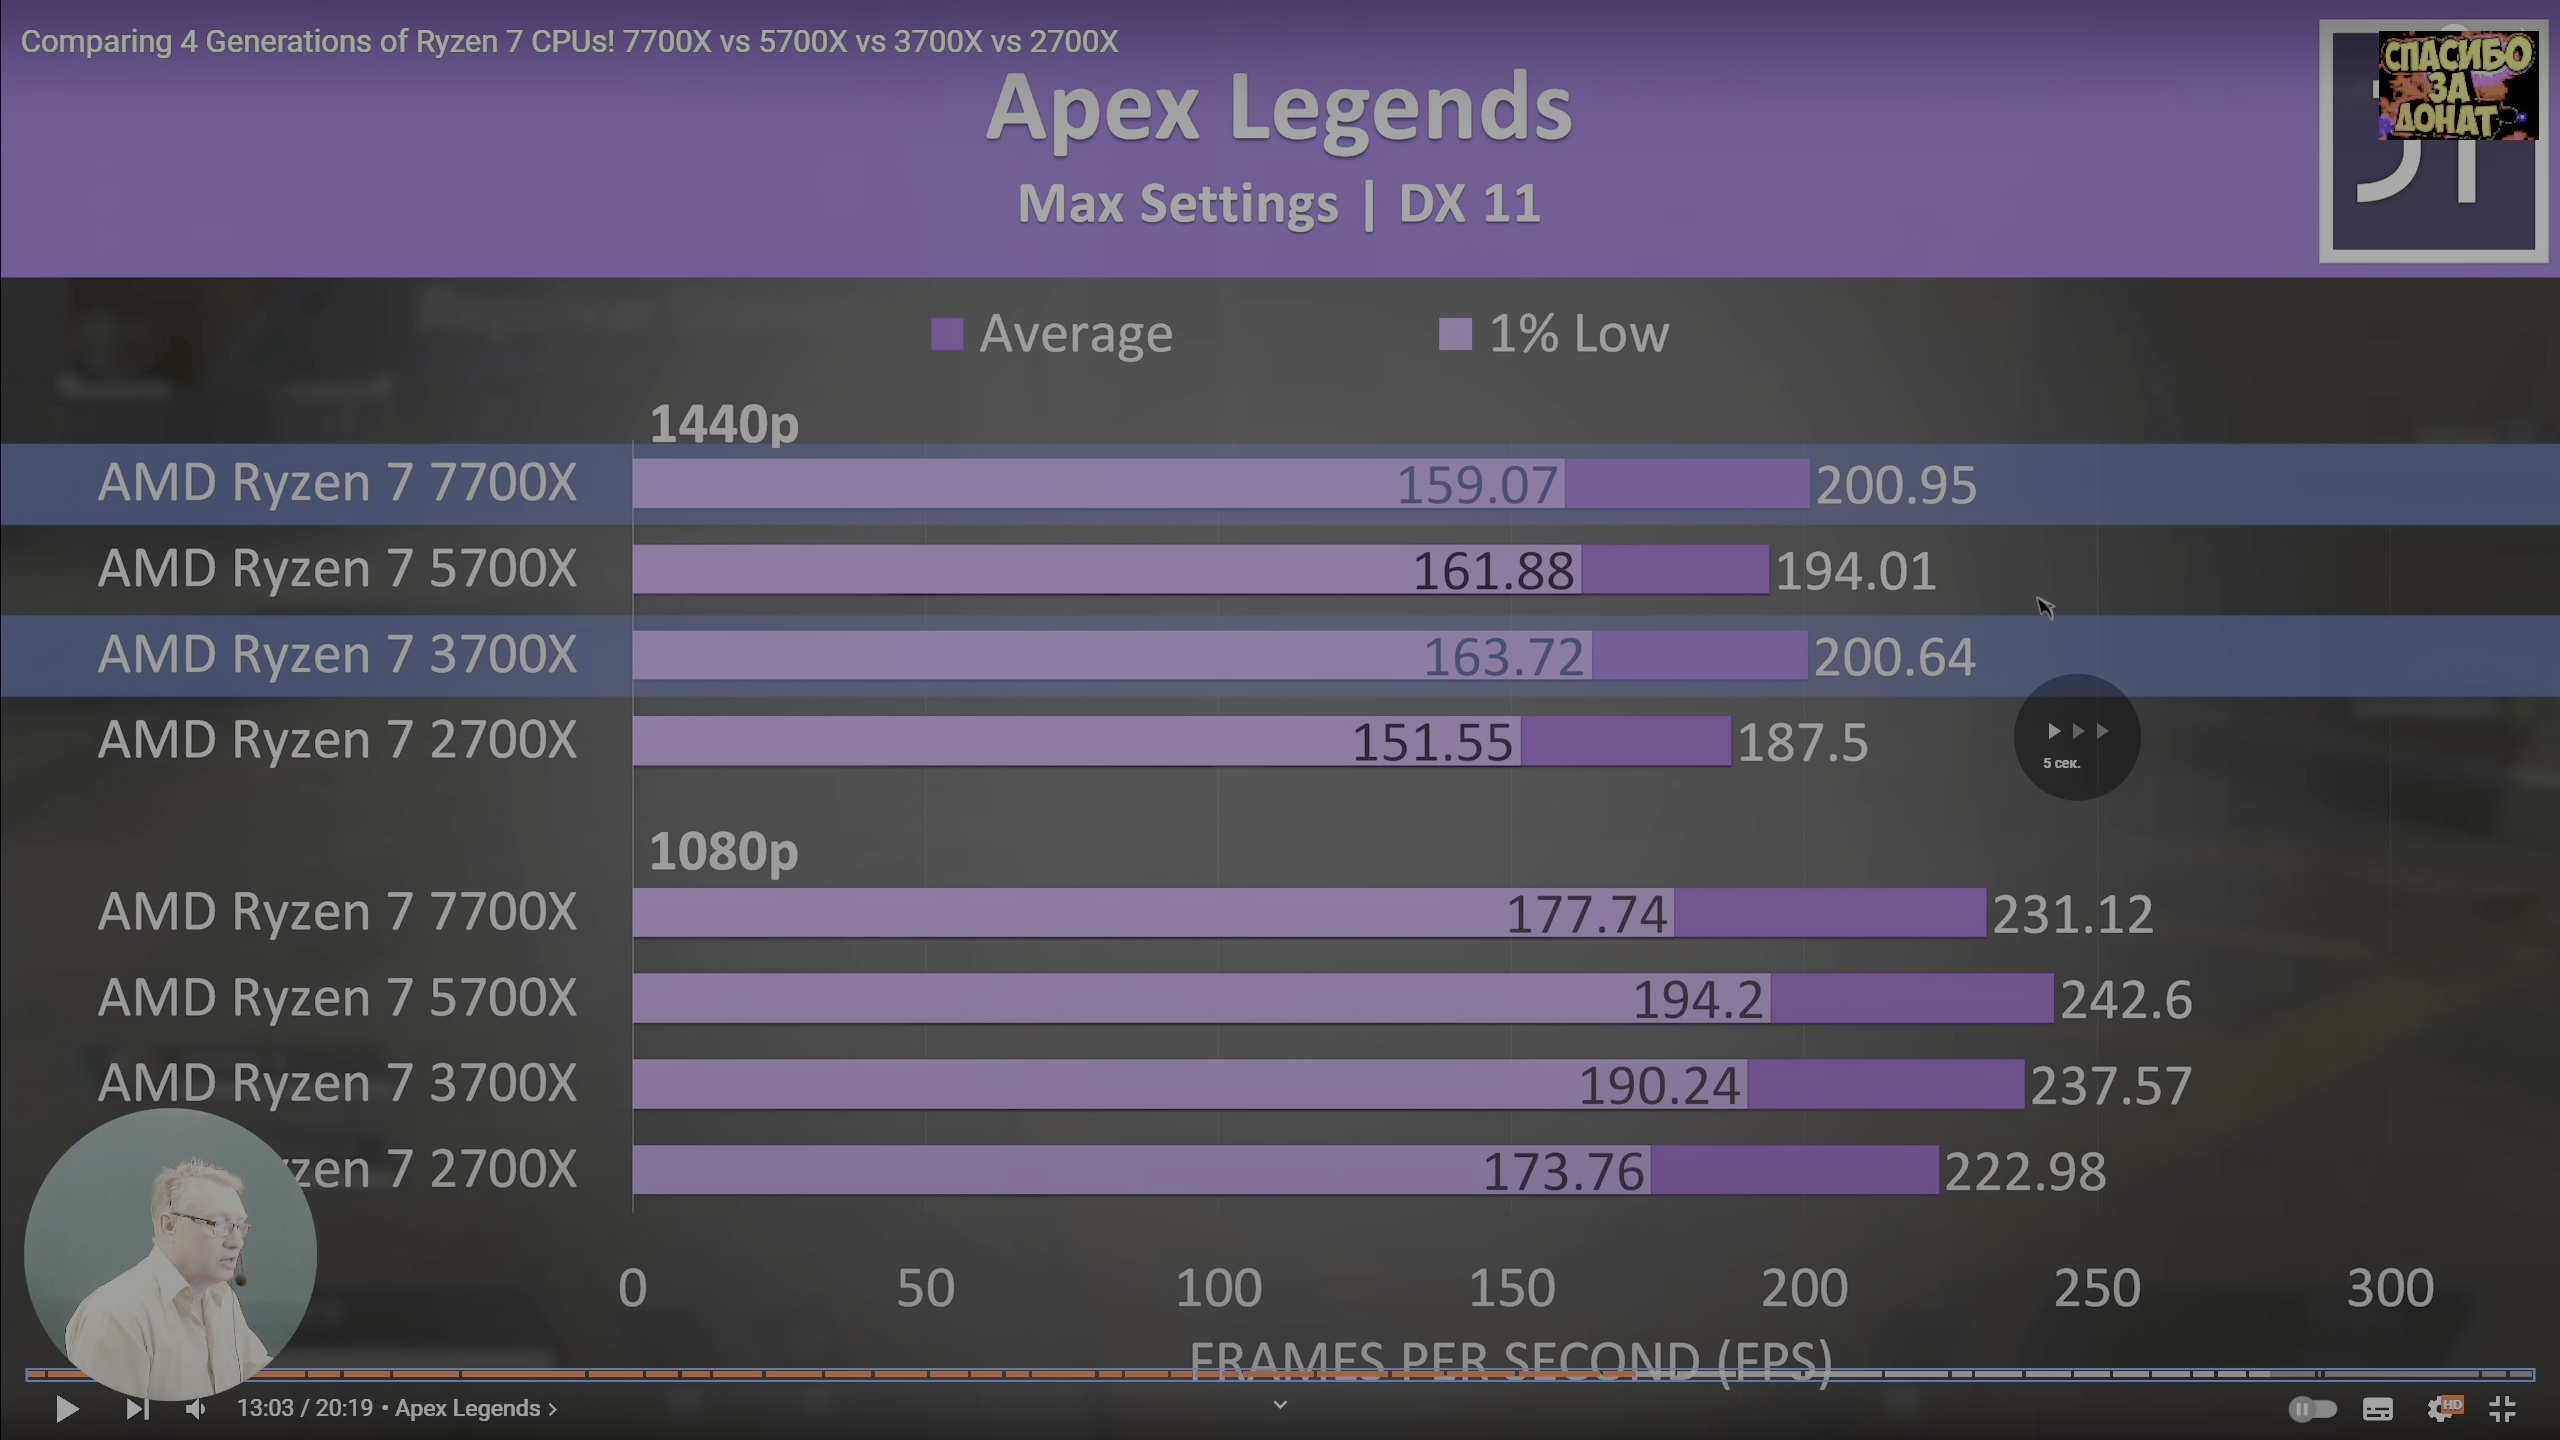 Comparing 4 Generations of Ryzen 7 CPUs! 7700X vs 5700X vs 3700X vs 2700X
СПАСИБО
ЗА
ДОНАТ
Apex Legends
Max Settings | DX 11
Average
1% Low
1440p
AMD Ryzen 7 7700X 159.07 200.95
AMD Ryzen 7 5700X 161.88 194.01
AMD Ryzen 7 3700X 163.72 200.64
AMD Ryzen 7 2700X 151.55 187.5
5 сек.
1080p
AMD Ryzen 7 7700X 177.74 231.12
AMD Ryzen 7 5700X 194.2 242.6
AMD Ryzen 7 3700X 190.24 237.57
zen 7 2700X 173.76 222.98
0 50 100 150 200 250 300
FRAMES PER SECOND (FPS)
13:03 / 20:19 • Apex Legends >
HD